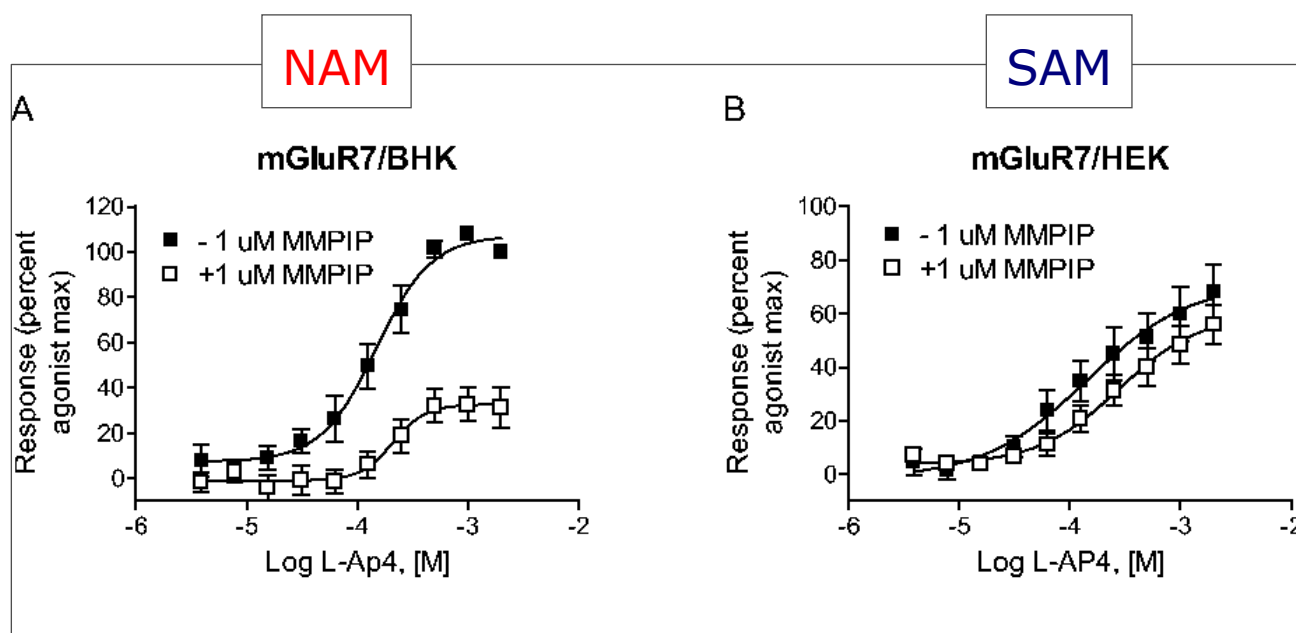 NAM
SAM
A
B
mGluR7/BHK
mGluR7/HEK
Response (percent
agonist max)
120
100
80
60
40
20
0
- 1 uM MMPIP
+1 uM MMPIP
-6
-5
-4
-3
-2
Log L-Ap4, [M]
Response (percent
agonist max)
100
80
60
40
20
0
- 1 uM MMPIP
+1 uM MMPIP
-6
-5
-4
-3
-2
Log L-AP4, [M]